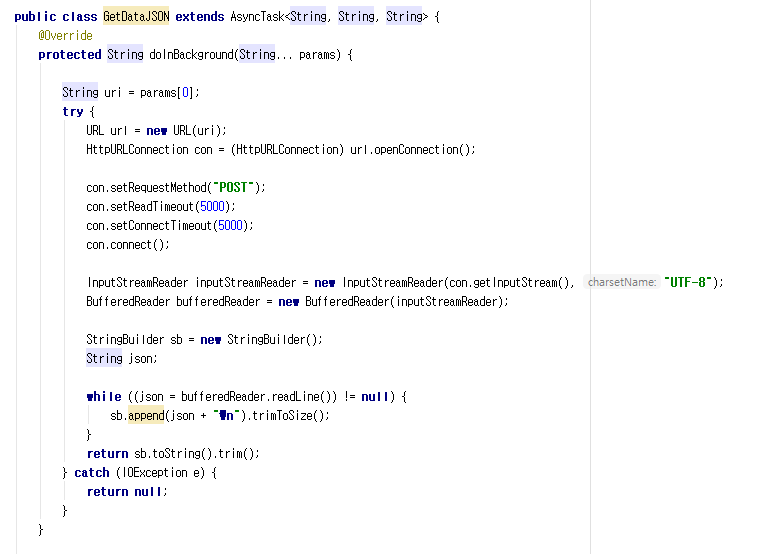 public class GetDataJSON extends AsyncTask<String, String, String> {
@Override
protected String doInBackground(String... params) {
String uri = params[0];
try {
URL url = new URL(uri);
HttpURLConnection con = (HttpURLConnection) url.openConnection();
con.setRequestMethod("POST");
con.setReadTimeout(5000);
con.setConnectTimeout(5000);
con.connect();
InputStreamReader inputStreamReader = new InputStreamReader(con.getInputStream(), charsetName: "UTF-8");
BufferedReader bufferedReader = new BufferedReader(inputStreamReader);
StringBuilder sb = new StringBuilder();
String json;
while ((json = bufferedReader.readLine()) != null) {
sb.append(json + "₩n").trimToSize();
}
return sb.toString().trim();
} catch (IOException e) {
return null;
}
}